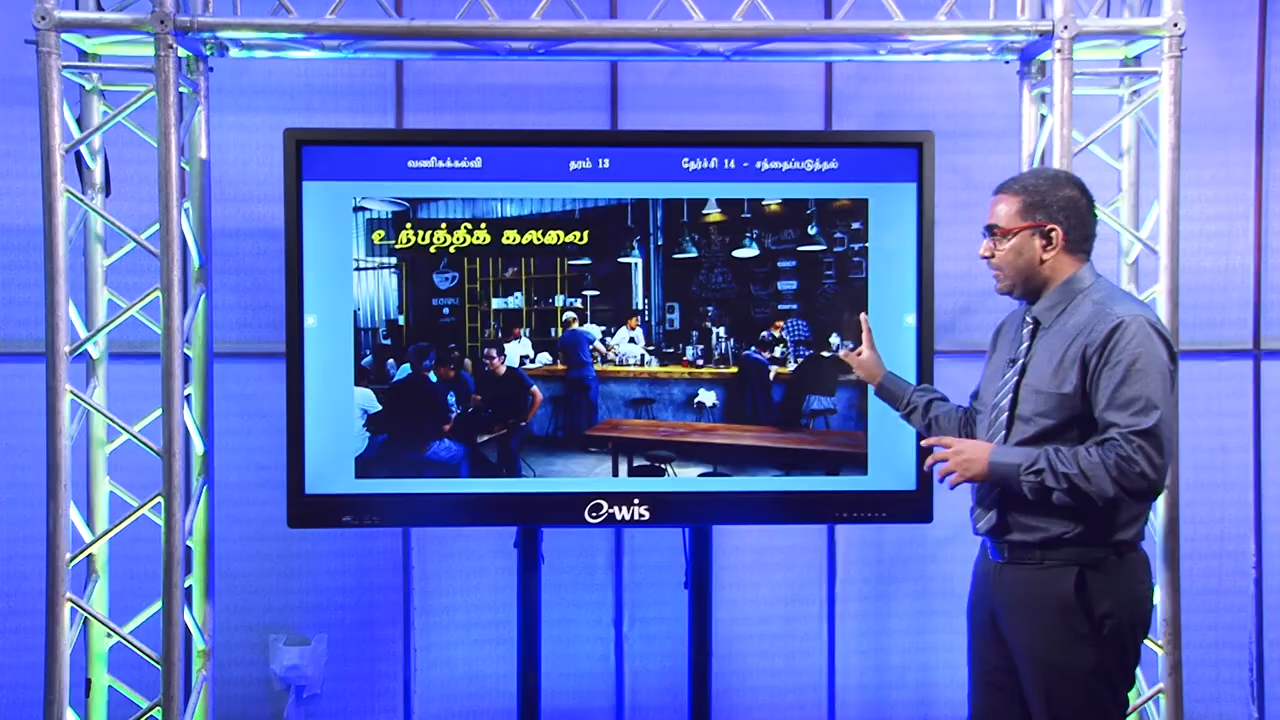 வணிகக்கல்வி தரம் 13 தேர்ச்சி 14 - சந்தைப்படுத்தல்
உற்பத்திக் கலவை
e-wis